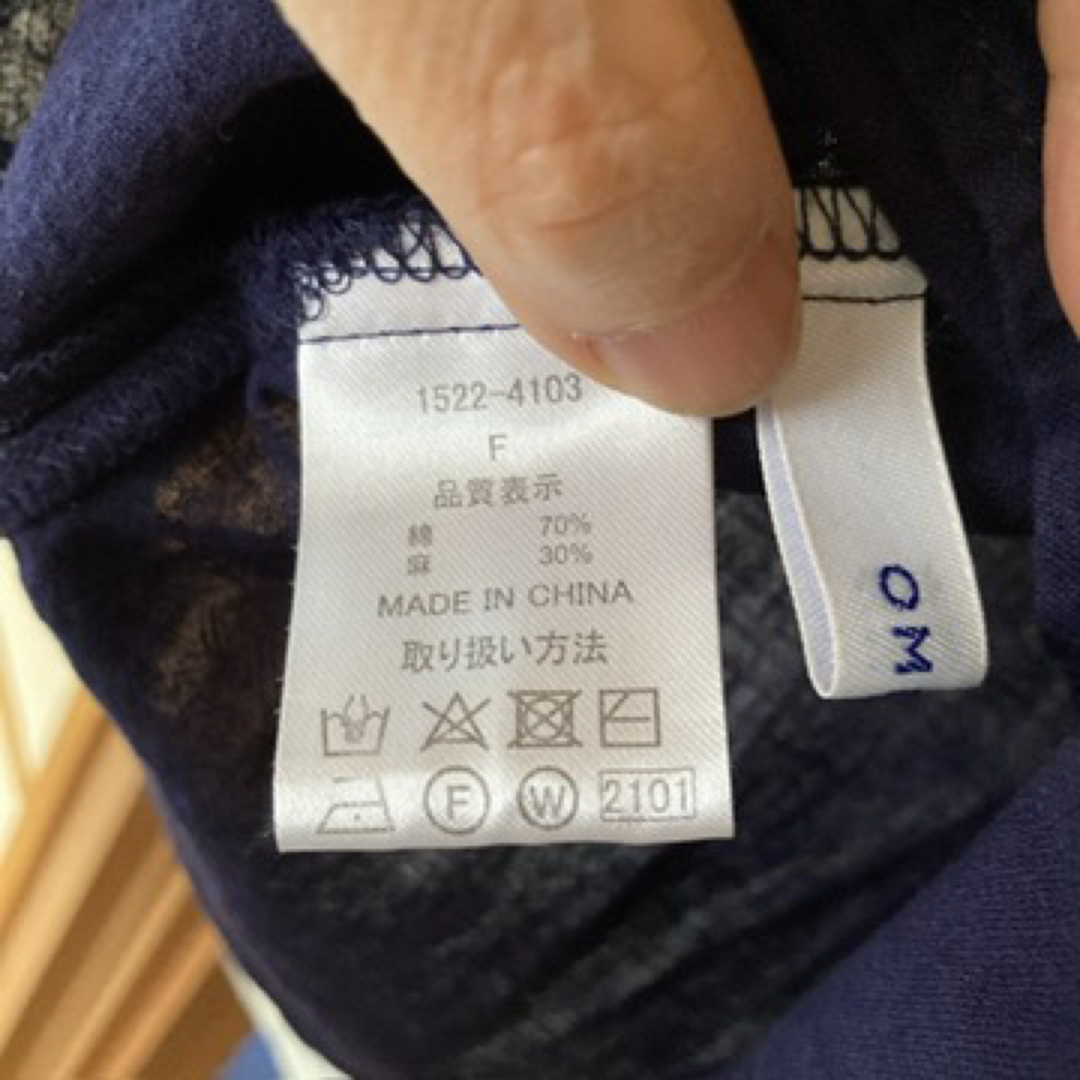 1522-4103
F
品質表示
綿 70%
麻 30%
MADE IN CHINA
取り扱い方法
F W 2101
OM